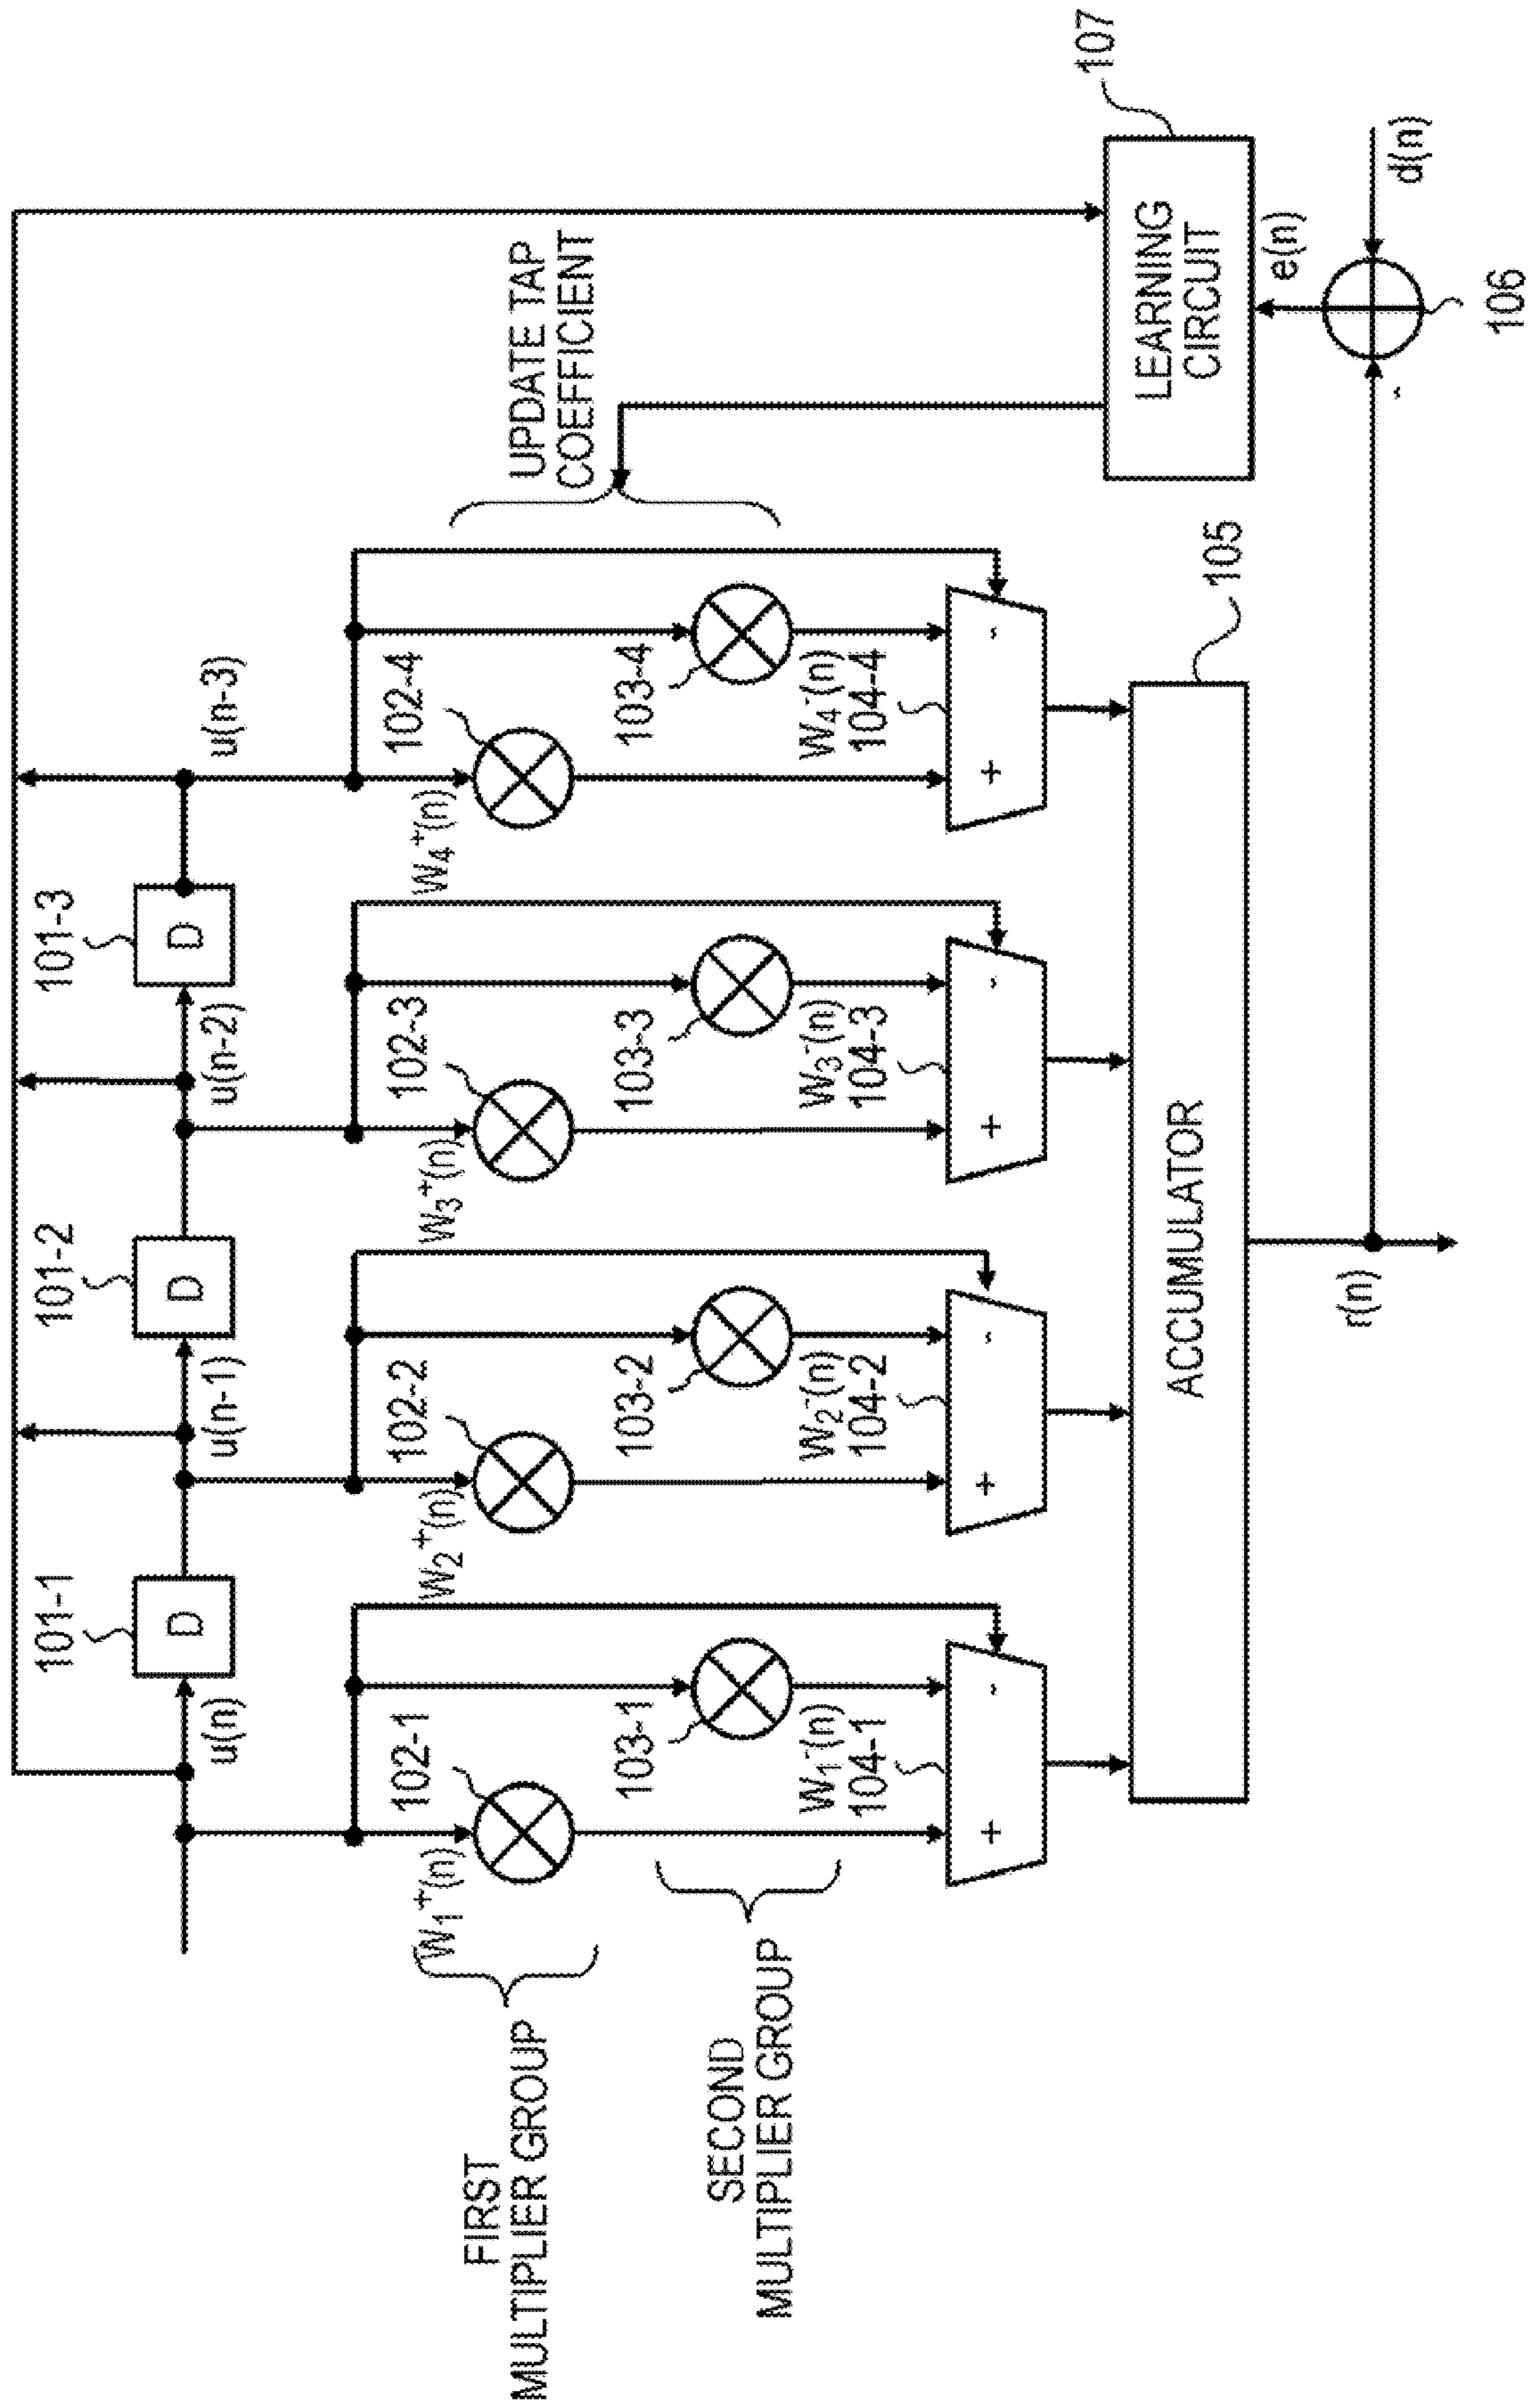 101-1
101-2
101-3
D
D
D
u(n)
u(n-1)
u(n-2)
u(n-3)
102-1
102-2
102-3
102-4
W1+(n)
W2+(n)
W3+(n)
W4+(n)
UPDATE TAP
COEFFICIENT
FIRST
MULTIPLIER GROUP
103-1
103-2
103-3
103-4
SECOND
MULTIPLIER GROUP
W1-(n)
W2-(n)
W3-(n)
W4-(n)
104-1
104-2
104-3
104-4
+ -
+ -
+ -
+ -
107
LEARNING
CIRCUIT
105
ACCUMULATOR
e(n)
r(n)
-
d(n)
106